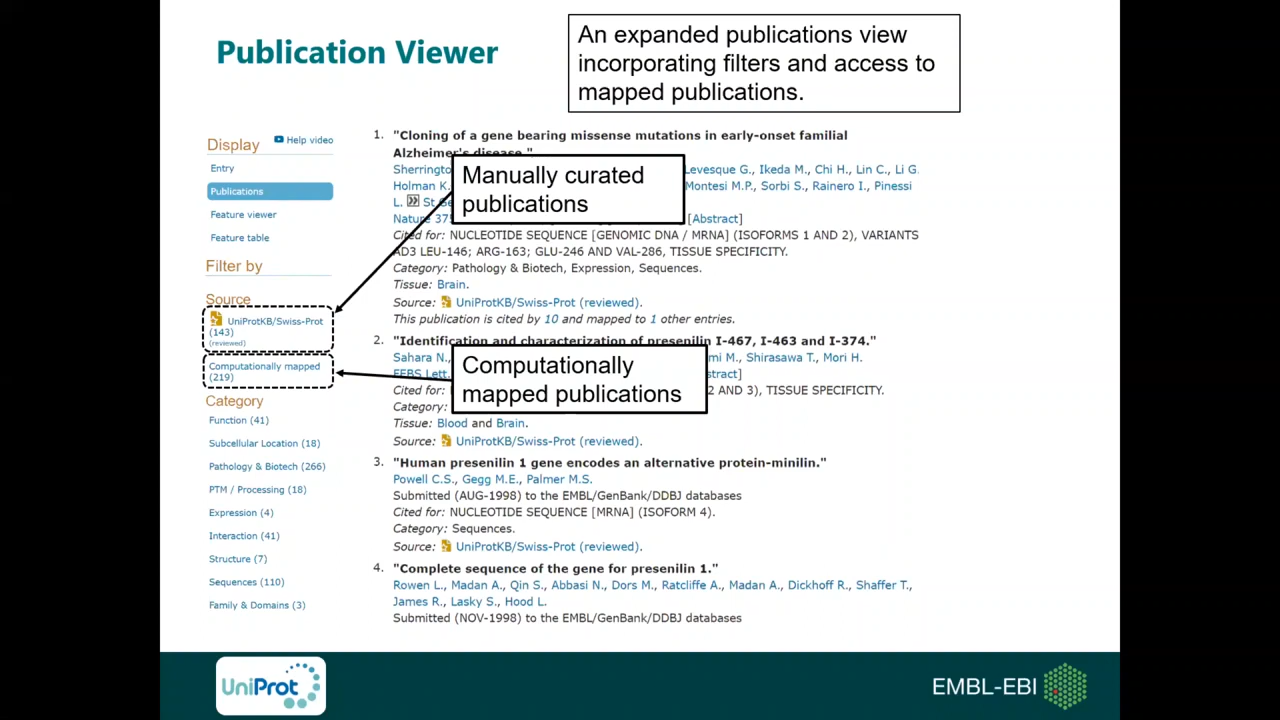 Publication Viewer
An expanded publications view
incorporating filters and access to
mapped publications.
Display
Help video
Entry
Publications
Feature viewer
Feature table
Filter by
Source
UniProtKB/Swiss-Prot
(143)
(reviewed)
Computationally mapped
(219)
Category
Function (41)
Subcellular Location (18)
Pathology & Biotech (266)
PTM / Processing (18)
Expression (4)
Interaction (41)
Structure (7)
Sequences (110)
Family & Domains (3)
Manually curated
publications
Computationally
mapped publications
1. "Cloning of a gene bearing missense mutations in early-onset familial
Alzheimer's disease."
Levesque G., Ikeda M., Chi H., Lin C., Li G.
Holman K. Montesi M.P., Sorbi S., Rainero I., Pinessi
L. St
Nature [Abstract]
Cited for: NUCLEOTIDE SEQUENCE [GENOMIC DNA / MRNA] (ISOFORMS 1 AND 2), VARIANTS
AD3 LEU-146; ARG-163; GLU-246 AND VAL-286, TISSUE SPECIFICITY.
Category: Pathology & Biotech, Expression, Sequences.
Tissue: Brain.
Source: UniProtKB/Swiss-Prot (reviewed).
This publication is cited by 10 and mapped to 1 other entries.
2. "Identification and characterization of presenilin I-467, I-463 and I-374."
Sahara N., Shirasawa T., Mori H.
FEBS Lett.
Cited for: 2 AND 3), TISSUE SPECIFICITY.
Category:
Tissue: Blood and Brain.
Source: UniProtKB/Swiss-Prot (reviewed).
3. "Human presenilin 1 gene encodes an alternative protein-minilin."
Powell C.S., Gegg M.E., Palmer M.S.
Submitted (AUG-1998) to the EMBL/GenBank/DDBJ databases
Cited for: NUCLEOTIDE SEQUENCE [MRNA] (ISOFORM 4).
Category: Sequences.
Source: UniProtKB/Swiss-Prot (reviewed).
4. "Complete sequence of the gene for presenilin 1."
Rowen L., Madan A., Qin S., Abbasi N., Dors M., Ratcliffe A., Madan A., Dickhoff R., Shaffer T.,
James R., Lasky S., Hood L.
Submitted (NOV-1998) to the EMBL/GenBank/DDBJ databases
UniProt
EMBL-EBI